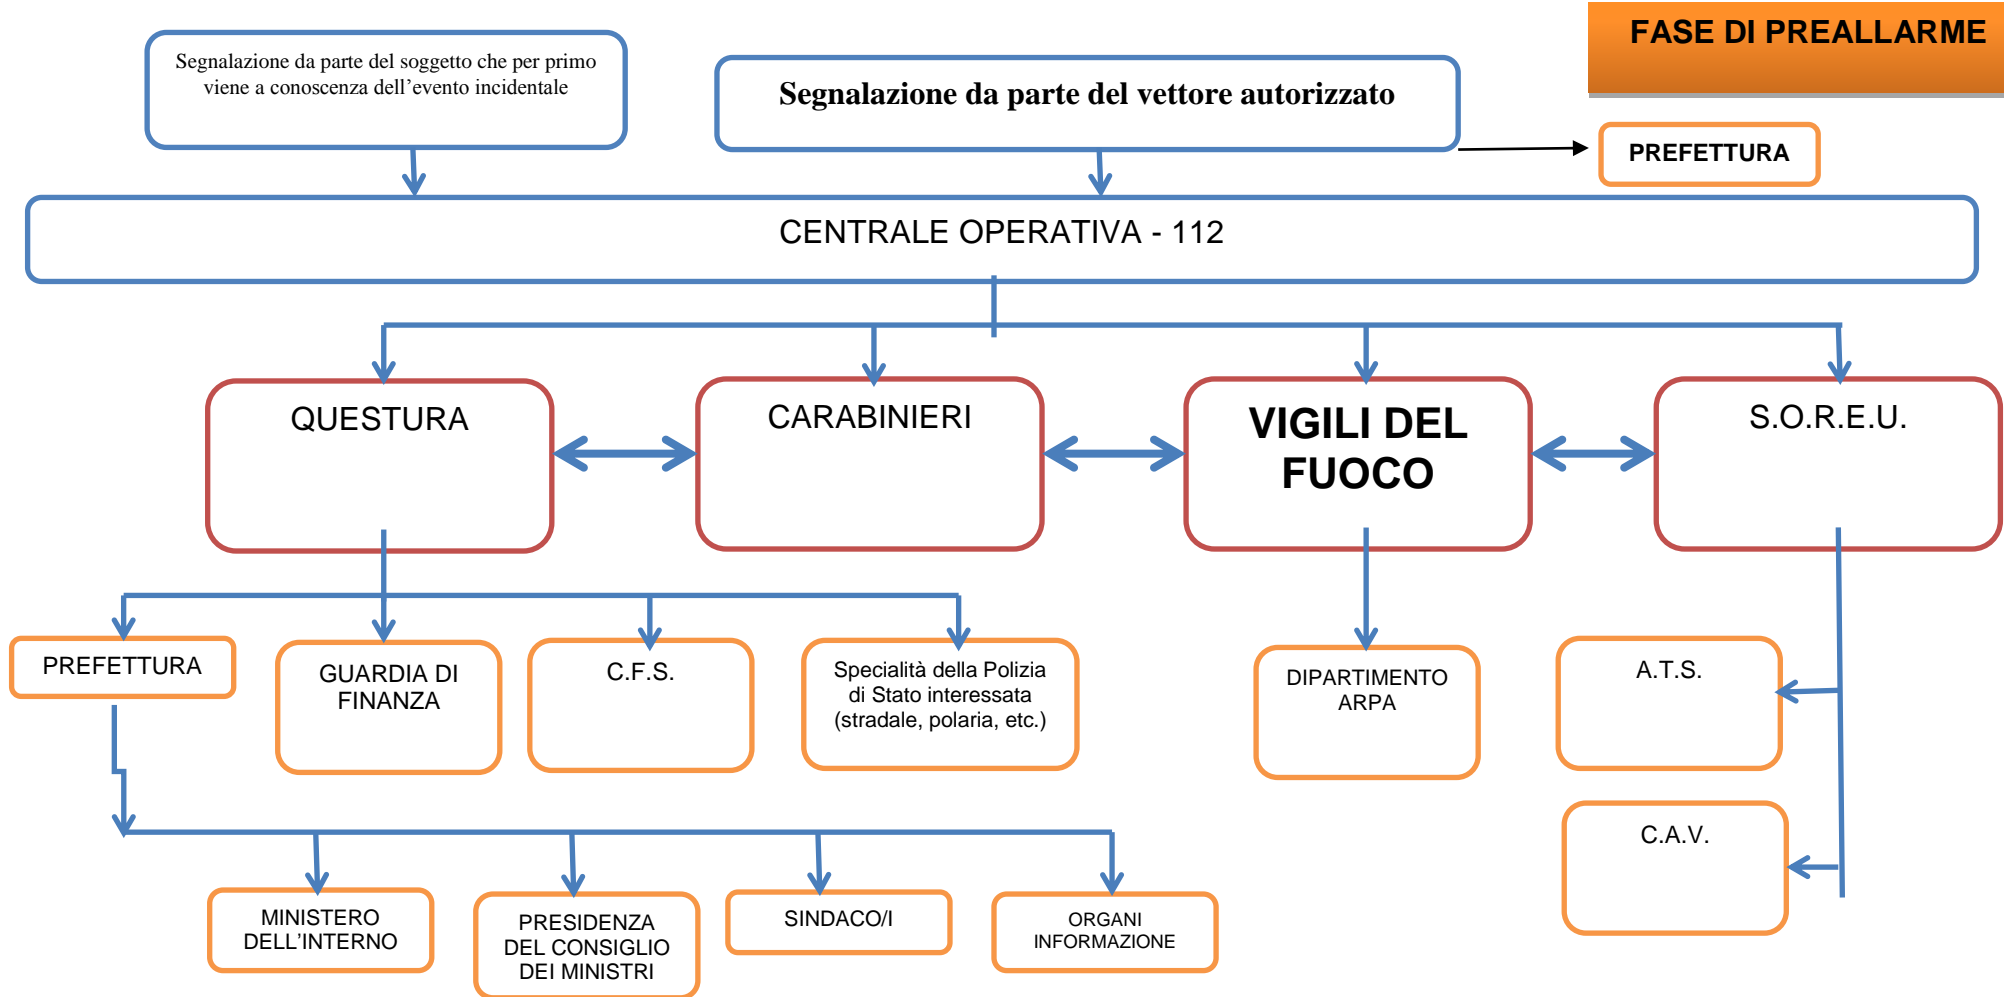 FASE DI PREALLARME
Segnalazione da parte del soggetto che per primo
viene a conoscenza dell’evento incidentale
Segnalazione da parte del vettore autorizzato
PREFETTURA
CENTRALE OPERATIVA - 112
QUESTURA
CARABINIERI
VIGILI DEL
FUOCO
S.O.R.E.U.
PREFETTURA
GUARDIA DI
FINANZA
C.F.S.
Specialità della Polizia
di Stato interessata
(stradale, polaria, etc.)
DIPARTIMENTO
ARPA
A.T.S.
C.A.V.
MINISTERO
DELL’INTERNO
PRESIDENZA
DEL CONSIGLIO
DEI MINISTRI
SINDACO/I
ORGANI
INFORMAZIONE